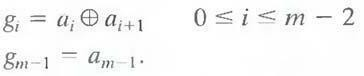 gᵢ = aᵢ ⊕ aᵢ₊₁ 0 ≤ i ≤ m − 2
gₘ₋₁ = aₘ₋₁.